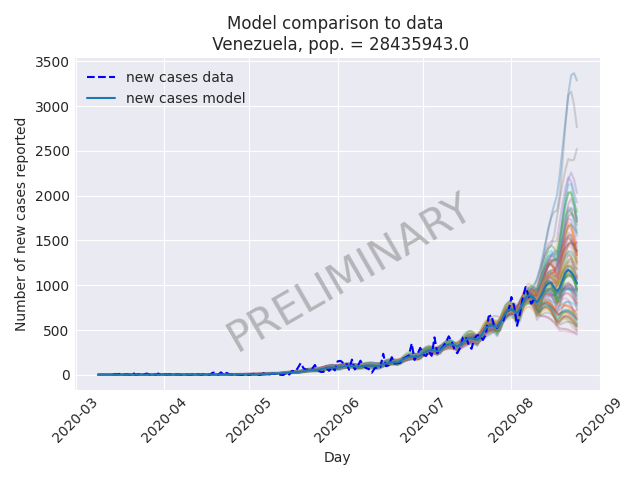 Model comparison to data
Venezuela, pop. = 28435943.0
new cases data
new cases model
Number of new cases reported
3500
3000
2500
2000
1500
1000
500
0
PRELIMINARY
2020-03
2020-04
2020-05
2020-06
2020-07
2020-08
2020-09
Day